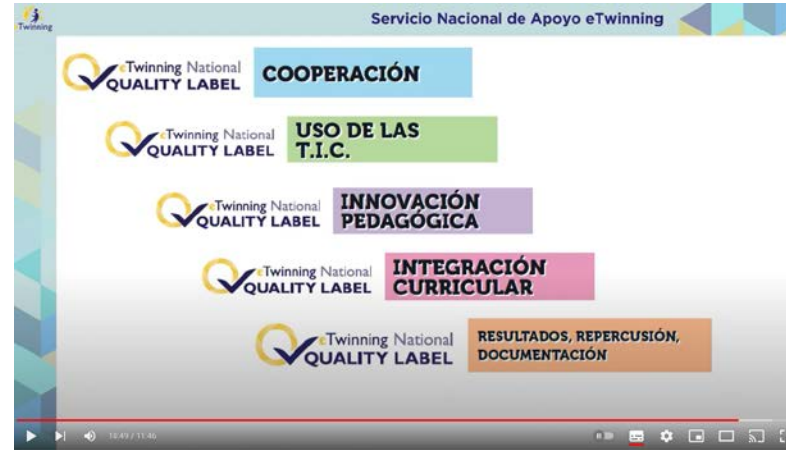 Twinning
Servicio Nacional de Apoyo eTwinning
eTwinning National
QUALITY LABEL
COOPERACIÓN
eTwinning National
QUALITY LABEL
USO DE LAS
T.I.C.
eTwinning National
QUALITY LABEL
INNOVACIÓN
PEDAGÓGICA
eTwinning National
QUALITY LABEL
INTEGRACIÓN
CURRICULAR
eTwinning National
QUALITY LABEL
RESULTADOS, REPERCUSIÓN,
DOCUMENTACIÓN